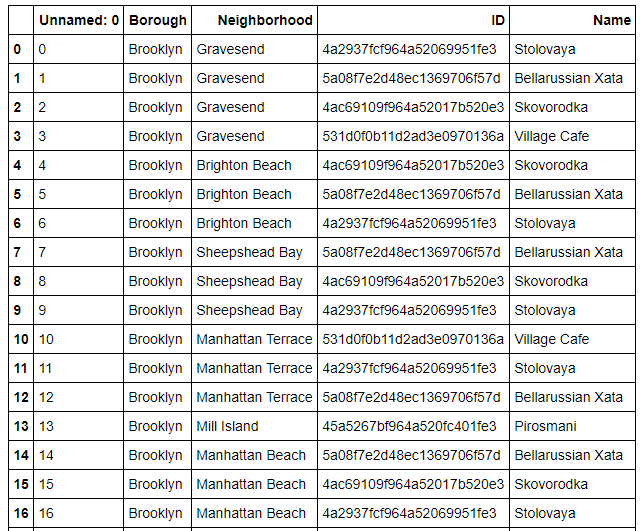 Unnamed: 0 Borough Neighborhood ID Name
0 0 Brooklyn Gravesend 4a2937fcf964a52069951fe3 Stolovaya
1 1 Brooklyn Gravesend 5a08f7e2d48ec1369706f57d Bellarussian Xata
2 2 Brooklyn Gravesend 4ac69109f964a52017b520e3 Skovorodka
3 3 Brooklyn Gravesend 531d0f0b11d2ad3e0970136a Village Cafe
4 4 Brooklyn Brighton Beach 4ac69109f964a52017b520e3 Skovorodka
5 5 Brooklyn Brighton Beach 5a08f7e2d48ec1369706f57d Bellarussian Xata
6 6 Brooklyn Brighton Beach 4a2937fcf964a52069951fe3 Stolovaya
7 7 Brooklyn Sheepshead Bay 5a08f7e2d48ec1369706f57d Bellarussian Xata
8 8 Brooklyn Sheepshead Bay 4ac69109f964a52017b520e3 Skovorodka
9 9 Brooklyn Sheepshead Bay 4a2937fcf964a52069951fe3 Stolovaya
10 10 Brooklyn Manhattan Terrace 531d0f0b11d2ad3e0970136a Village Cafe
11 11 Brooklyn Manhattan Terrace 4a2937fcf964a52069951fe3 Stolovaya
12 12 Brooklyn Manhattan Terrace 5a08f7e2d48ec1369706f57d Bellarussian Xata
13 13 Brooklyn Mill Island 45a5267bf964a520fc401fe3 Pirosmani
14 14 Brooklyn Manhattan Beach 5a08f7e2d48ec1369706f57d Bellarussian Xata
15 15 Brooklyn Manhattan Beach 4ac69109f964a52017b520e3 Skovorodka
16 16 Brooklyn Manhattan Beach 4a2937fcf964a52069951fe3 Stolovaya